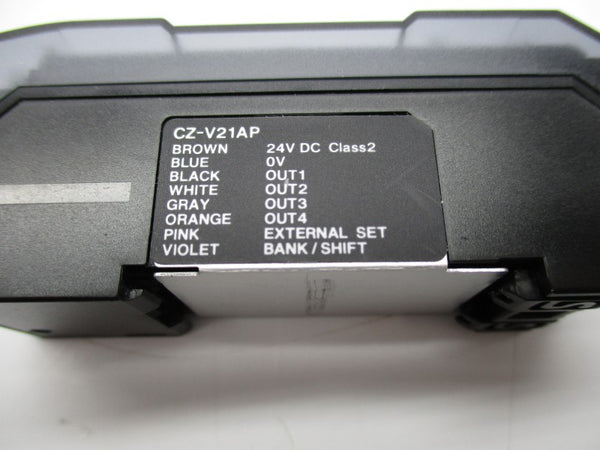 CZ-V21AP
BROWN 24V DC Class2
BLUE 0V
BLACK OUT1
WHITE OUT2
GRAY OUT3
ORANGE OUT4
PINK EXTERNAL SET
VIOLET BANK/SHIFT